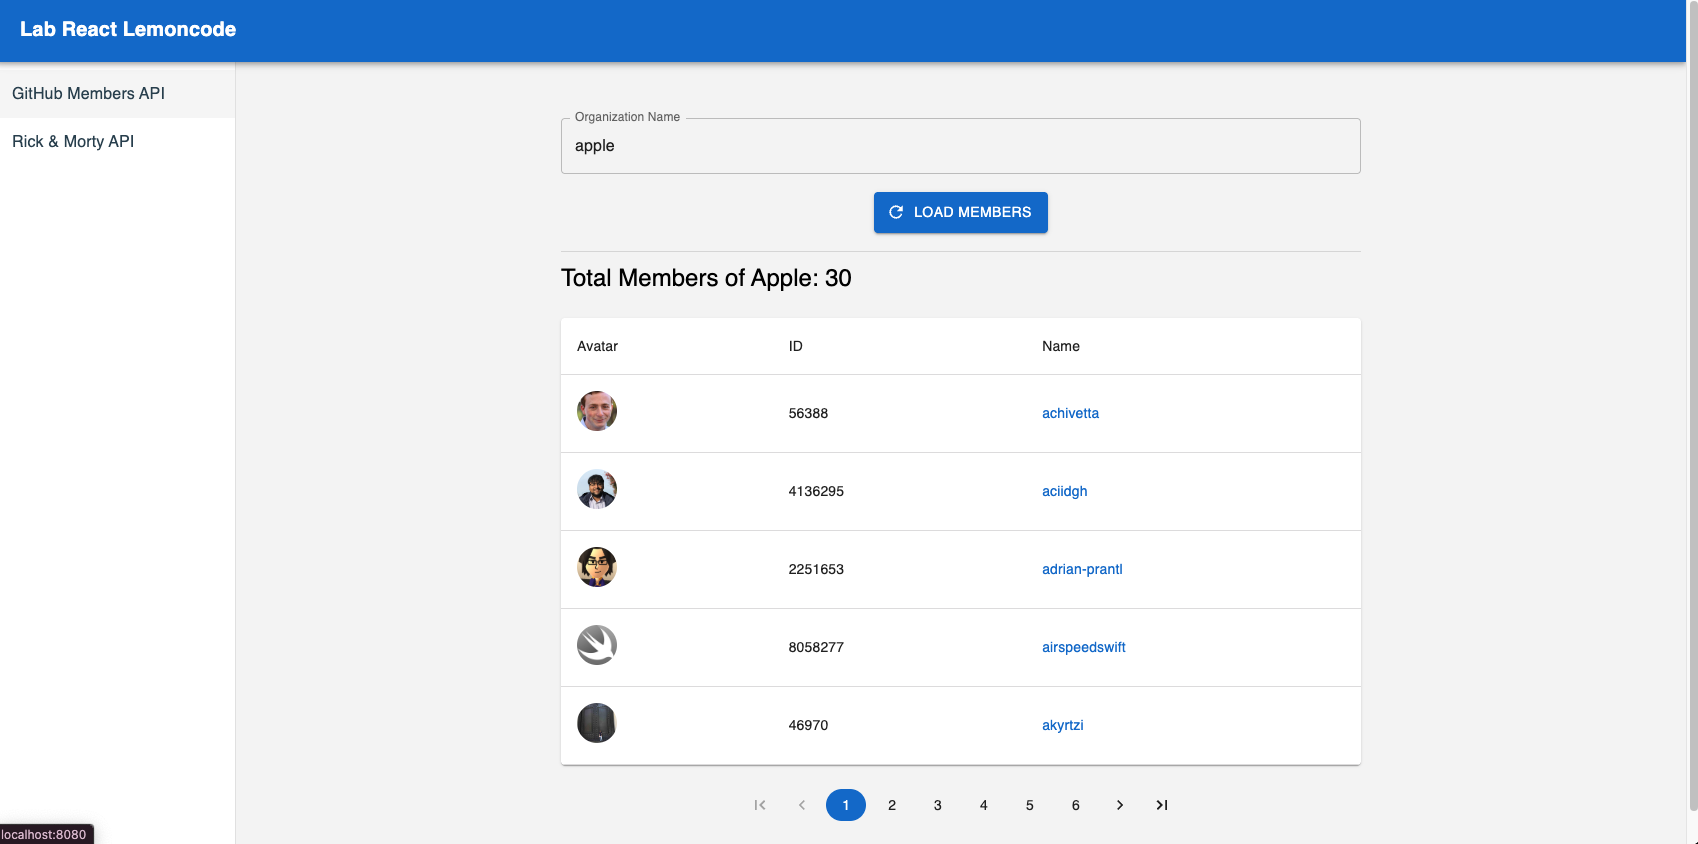 Lab React Lemoncode
GitHub Members API
Rick & Morty API
Organization Name
apple
LOAD MEMBERS
Total Members of Apple: 30
Avatar ID Name
56388 achivetta
4136295 aciidgh
2251653 adrian-prantl
8058277 airspeedswift
46970 akyrtzi
1 2 3 4 5 6
localhost:8080